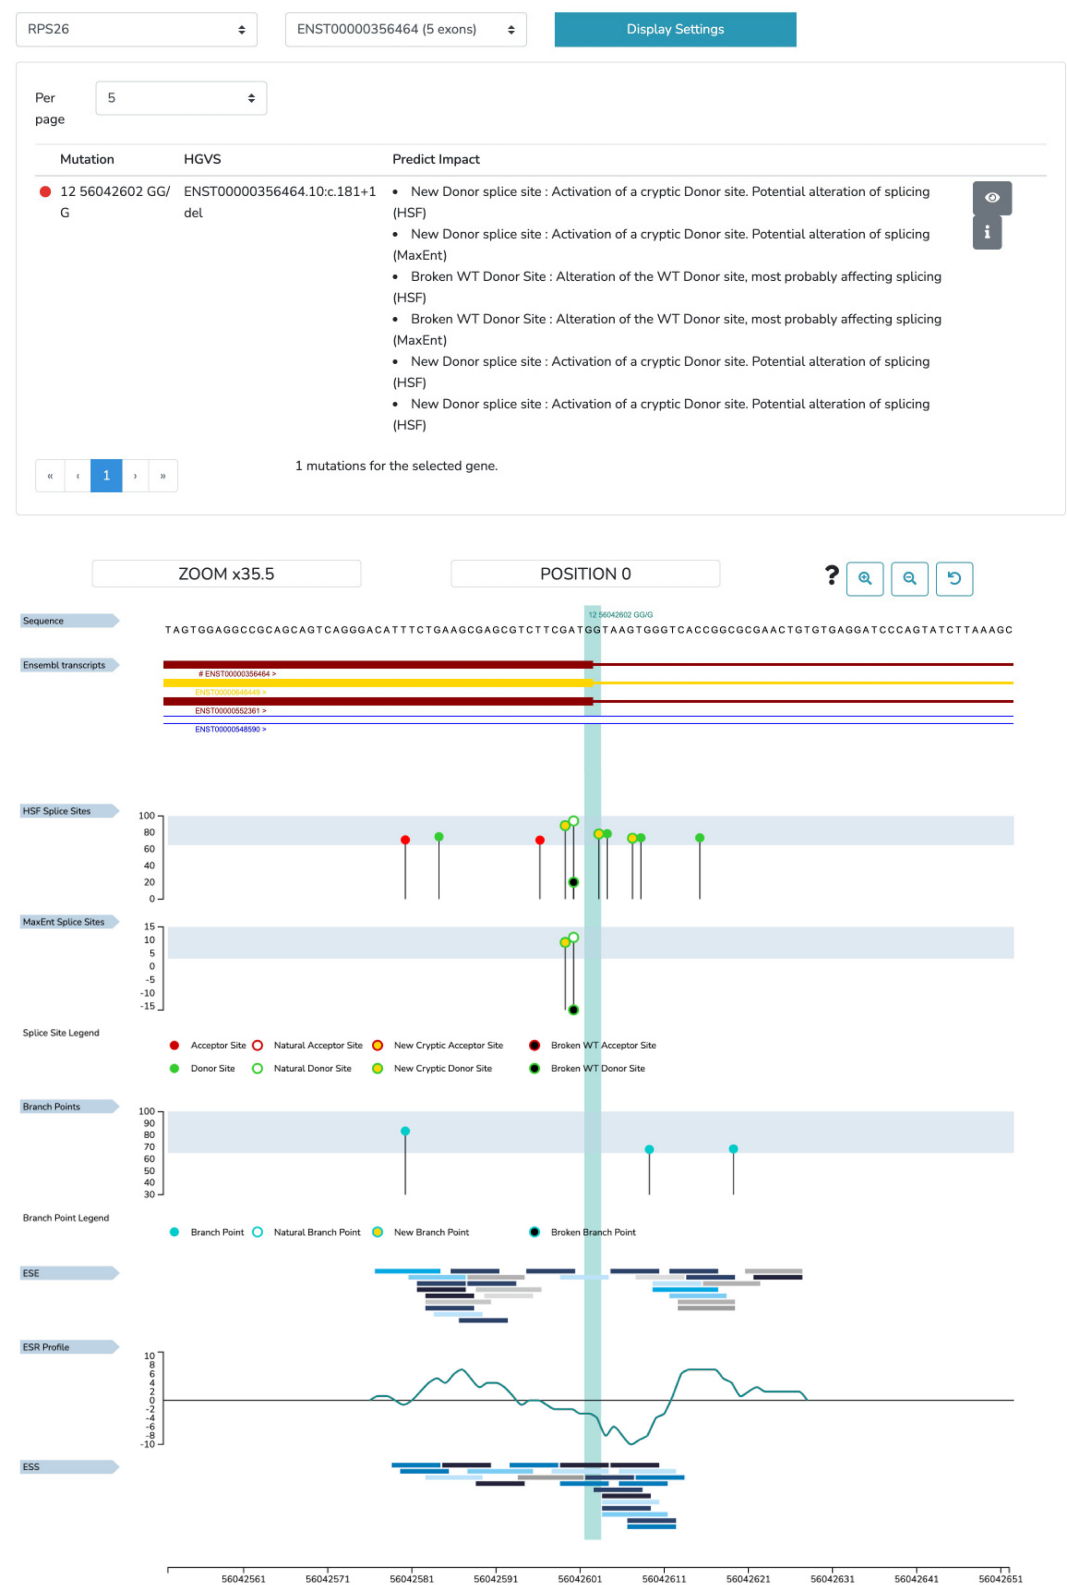 RPS26
ENST00000356464 (5 exons)
Display Settings
Per page
5
Mutation HGVS Predict Impact
12 56042602 GG/G
ENST00000356464.10:c.181+1del
• New Donor splice site : Activation of a cryptic Donor site. Potential alteration of splicing
(HSF)
• New Donor splice site : Activation of a cryptic Donor site. Potential alteration of splicing
(MaxEnt)
• Broken WT Donor Site : Alteration of the WT Donor site, most probably affecting splicing
(HSF)
• Broken WT Donor Site : Alteration of the WT Donor site, most probably affecting splicing
(MaxEnt)
• New Donor splice site : Activation of a cryptic Donor site. Potential alteration of splicing
(HSF)
• New Donor splice site : Activation of a cryptic Donor site. Potential alteration of splicing
(HSF)
« ‹ 1 › »
1 mutations for the selected gene.
ZOOM x35.5
POSITION 0
?
12 56042602 GG/G
Sequence
TAGTGGAGGCCGCAGCAGTCAGGGACATTTCTGAAGCGAGCGTCTTCGATGGTAAGTGGGTCACCGGCGCGAACTGTGTGAGGATCCCAGTATCTTAAAGC
Ensembl transcripts
# ENST00000356464 >
ENST00000646449 >
ENST00000552361 >
ENST00000548590 >
HSF Splice Sites
100
80
60
40
20
0
MaxEnt Splice Sites
15
10
5
0
-5
-10
-15
Splice Site Legend
Acceptor Site Natural Acceptor Site New Cryptic Acceptor Site Broken WT Acceptor Site
Donor Site Natural Donor Site New Cryptic Donor Site Broken WT Donor Site
Branch Points
100
90
80
70
60
50
40
30
Branch Point Legend
Branch Point Natural Branch Point New Branch Point Broken Branch Point
ESE
ESR Profile
10
8
6
4
2
0
-2
-4
-6
-8
-10
ESS
56042561 56042571 56042581 56042591 56042601 56042611 56042621 56042631 56042641 56042651